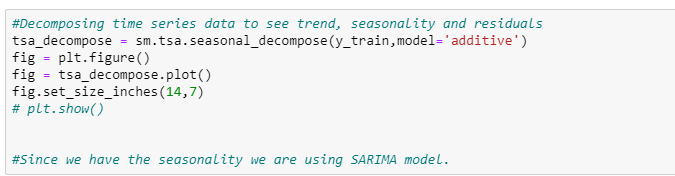 #Decomposing time series data to see trend, seasonality and residuals
tsa_decompose = sm.tsa.seasonal_decompose(y_train,model='additive')
fig = plt.figure()
fig = tsa_decompose.plot()
fig.set_size_inches(14,7)
# plt.show()
#Since we have the seasonality we are using SARIMA model.